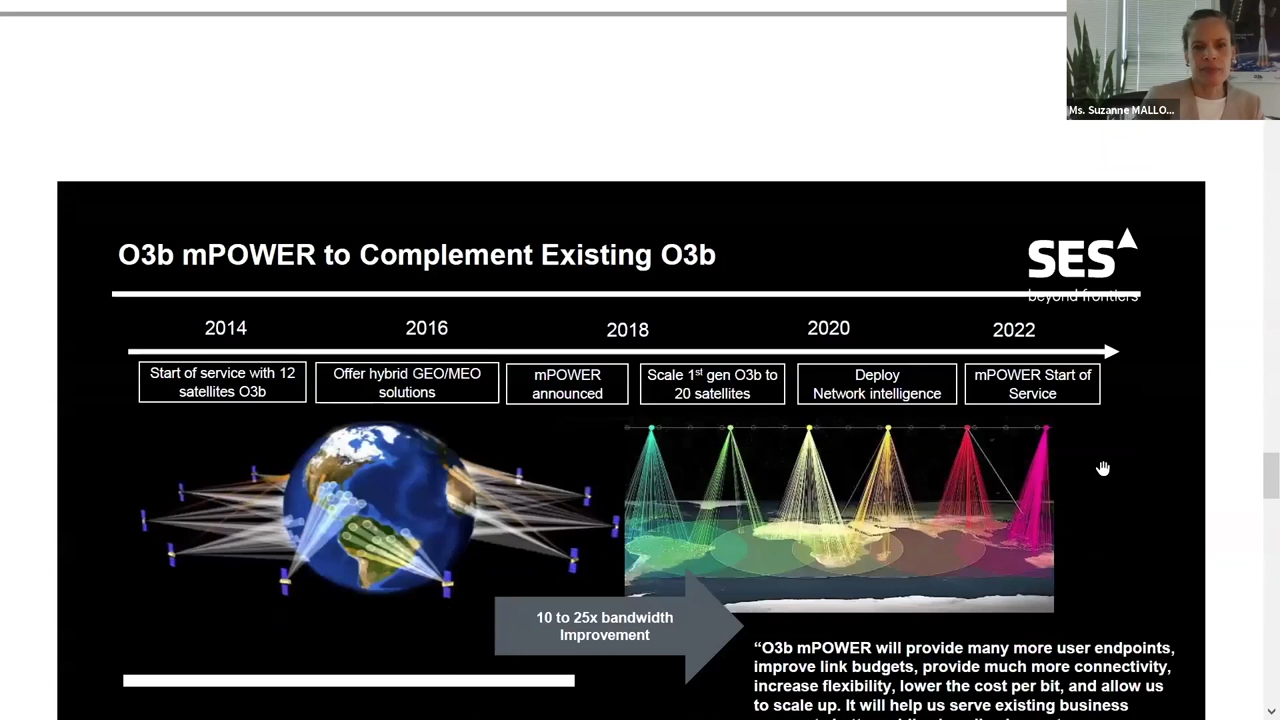 Ms. Suzanne MALLO...
O3b mPOWER to Complement Existing O3b
SES
beyond frontiers
2014
2016
2018
2020
2022
Start of service with 12
satellites O3b
Offer hybrid GEO/MEO
solutions
mPOWER
announced
Scale 1st gen O3b to
20 satellites
Deploy
Network intelligence
mPOWER Start of
Service
10 to 25x bandwidth
Improvement
“O3b mPOWER will provide many more user endpoints,
improve link budgets, provide much more connectivity,
increase flexibility, lower the cost per bit, and allow us
to scale up. It will help us serve existing business